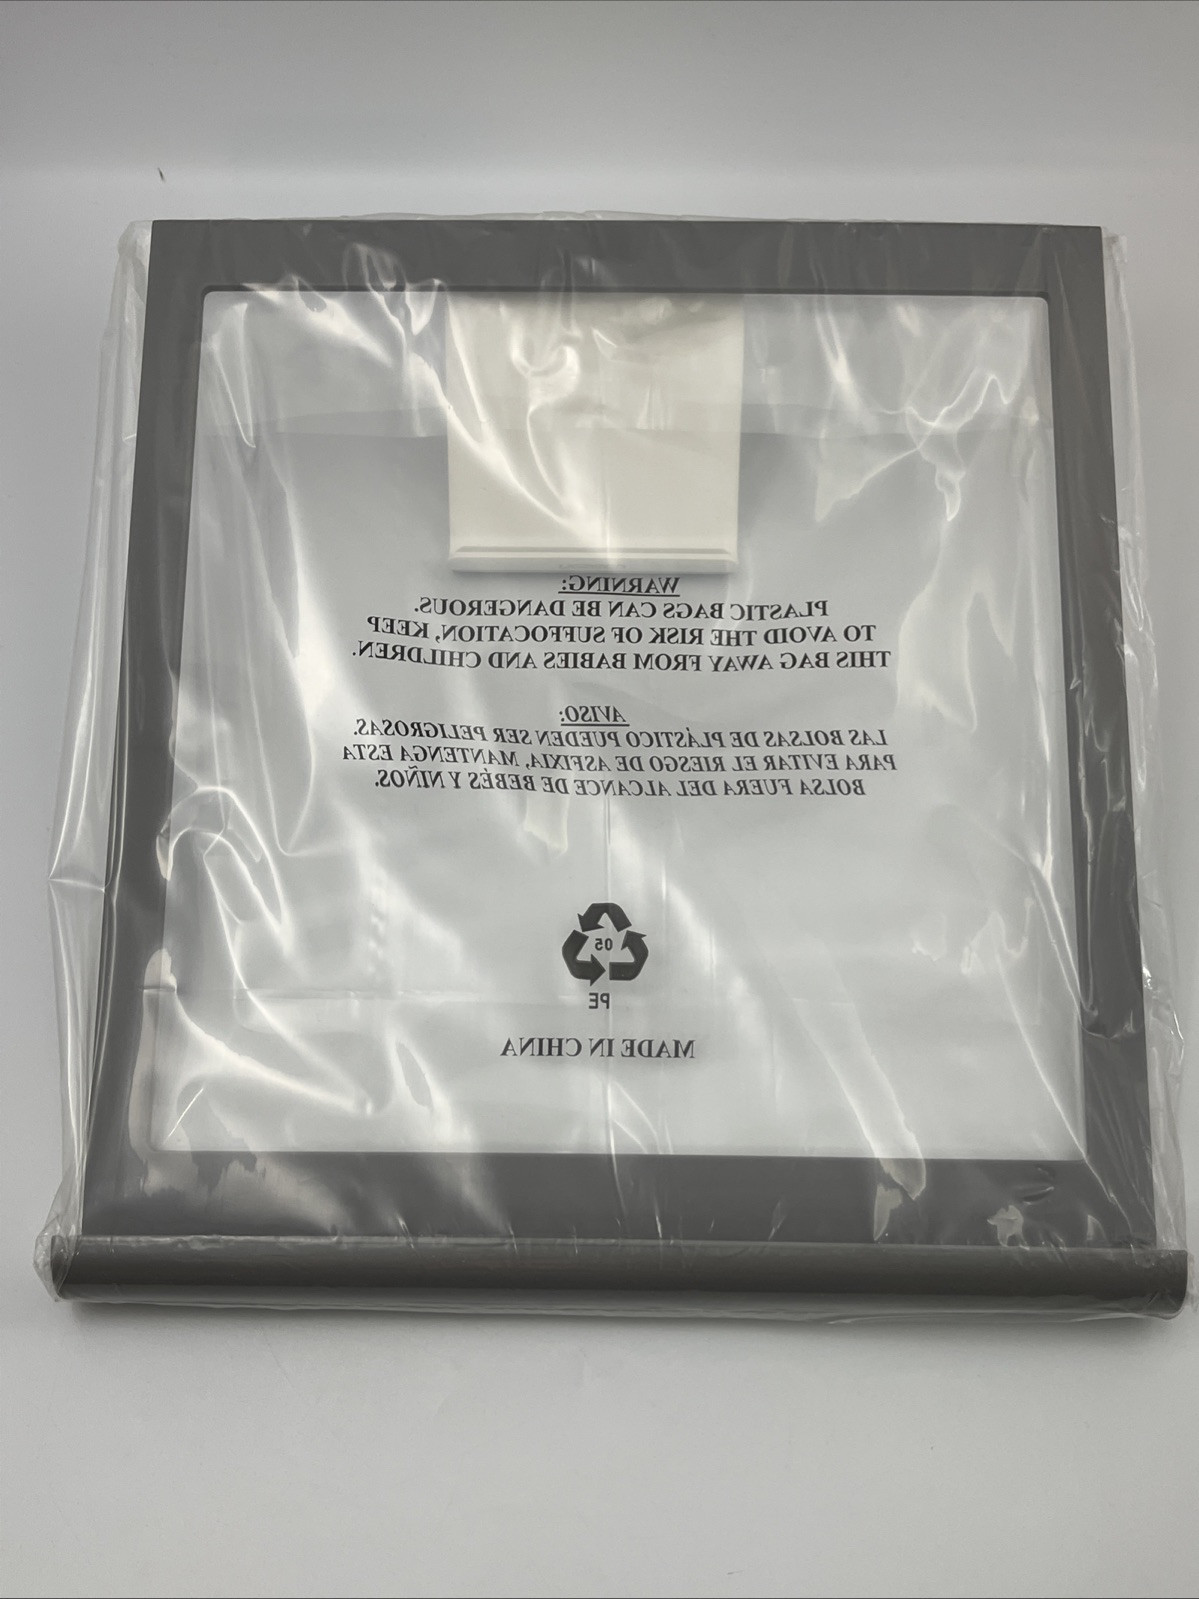 WARNING:
PLASTIC BAGS CAN BE DANGEROUS.
TO AVOID THE RISK OF SUFFOCATION, KEEP
THIS BAG AWAY FROM BABIES AND CHILDREN.
AVISO:
LAS BOLSAS DE PLÁSTICO PUEDEN SER PELIGROSAS.
PARA EVITAR EL RIESGO DE ASFIXIA, MANTENGA ESTA
BOLSA FUERA DEL ALCANCE DE BEBÉS Y NIÑOS.
05
PE
MADE IN CHINA